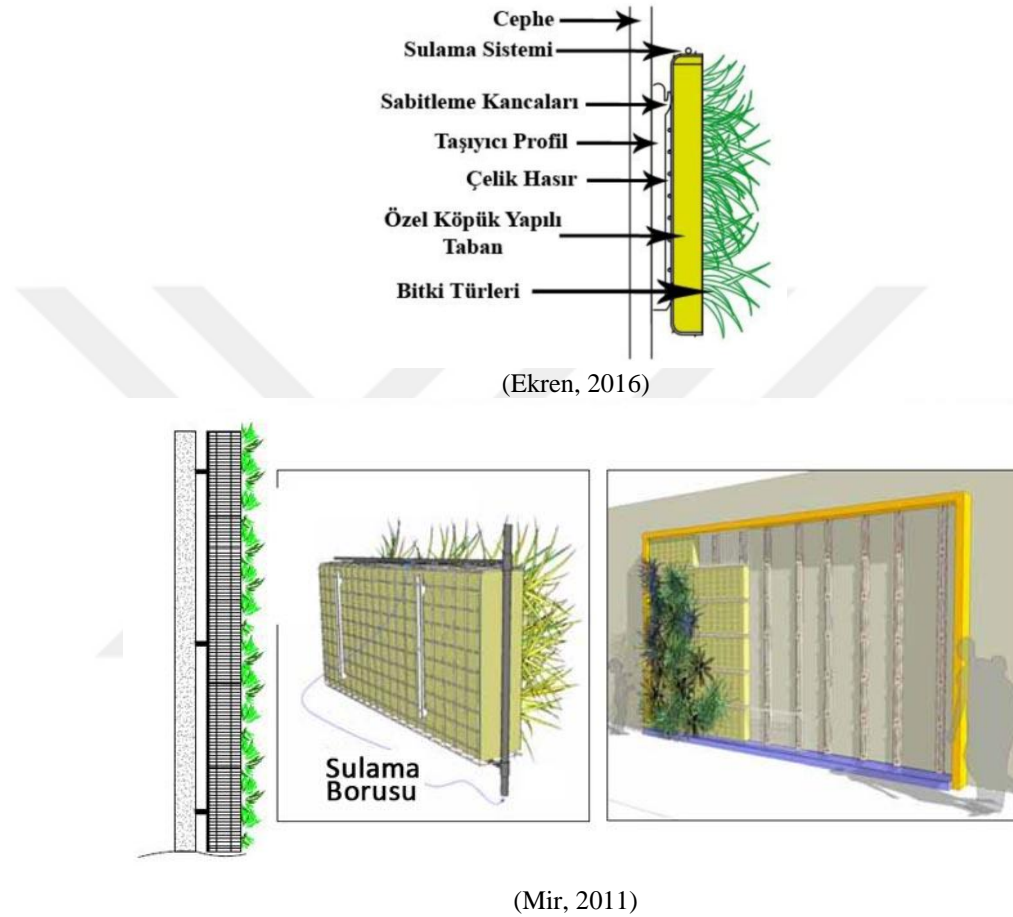 Cephe
Sulama Sistemi
Sabitleme Kancaları
Taşıyıcı Profil
Çelik Hasır
Özel Köpük Yapılı
Taban
Bitki Türleri
(Ekren, 2016)
Sulama
Borusu
(Mir, 2011)